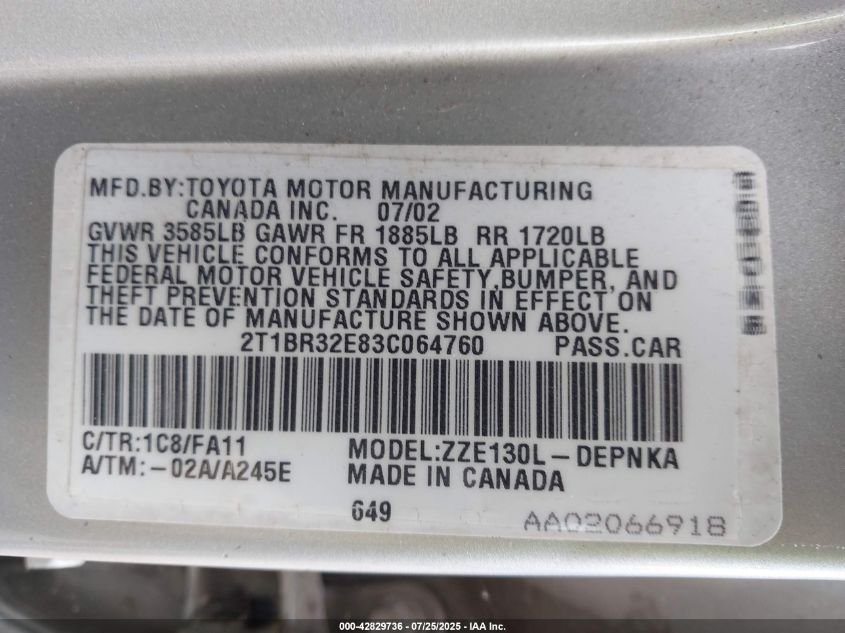 MFD.BY:TOYOTA MOTOR MANUFACTURING
CANADA INC. 07/02
GVWR 3585LB GAWR FR 1885LB RR 1720LB
THIS VEHICLE CONFORMS TO ALL APPLICABLE
FEDERAL MOTOR VEHICLE SAFETY,BUMPER, AND
THEFT PREVENTION STANDARDS IN EFFECT ON
THE DATE OF MANUFACTURE SHOWN ABOVE.
2T1BR32E83C064760 PASS.CAR
C/TR:1C8/FA11 MODEL:ZZE130L-DEPNKA
A/TM:-02A/A245E MADE IN CANADA
649 AA02066918
000-42829736 - 07/25/2025 - IAA Inc.